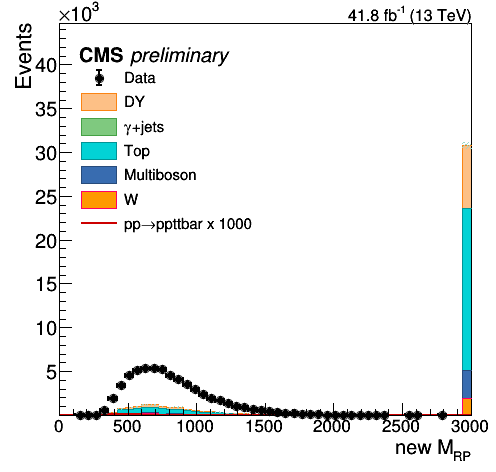 ×10³
41.8 fb⁻¹ (13 TeV)
Events
CMS preliminary
Data
DY
γ+jets
Top
Multiboson
W
pp→ppttbar x 1000
40
35
30
25
20
15
10
5
0 500 1000 1500 2000 2500 3000
new M_RP